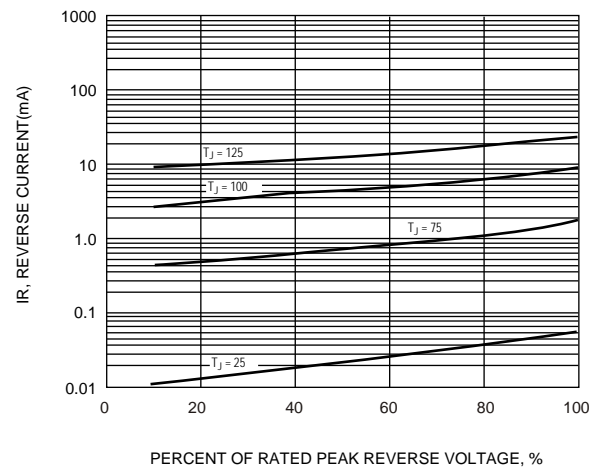 1000
100
10
1.0
0.1
0.01
IR, REVERSE CURRENT(mA)
TJ = 125
TJ = 100
TJ = 75
TJ = 25
0 20 40 60 80 100
PERCENT OF RATED PEAK REVERSE VOLTAGE, %